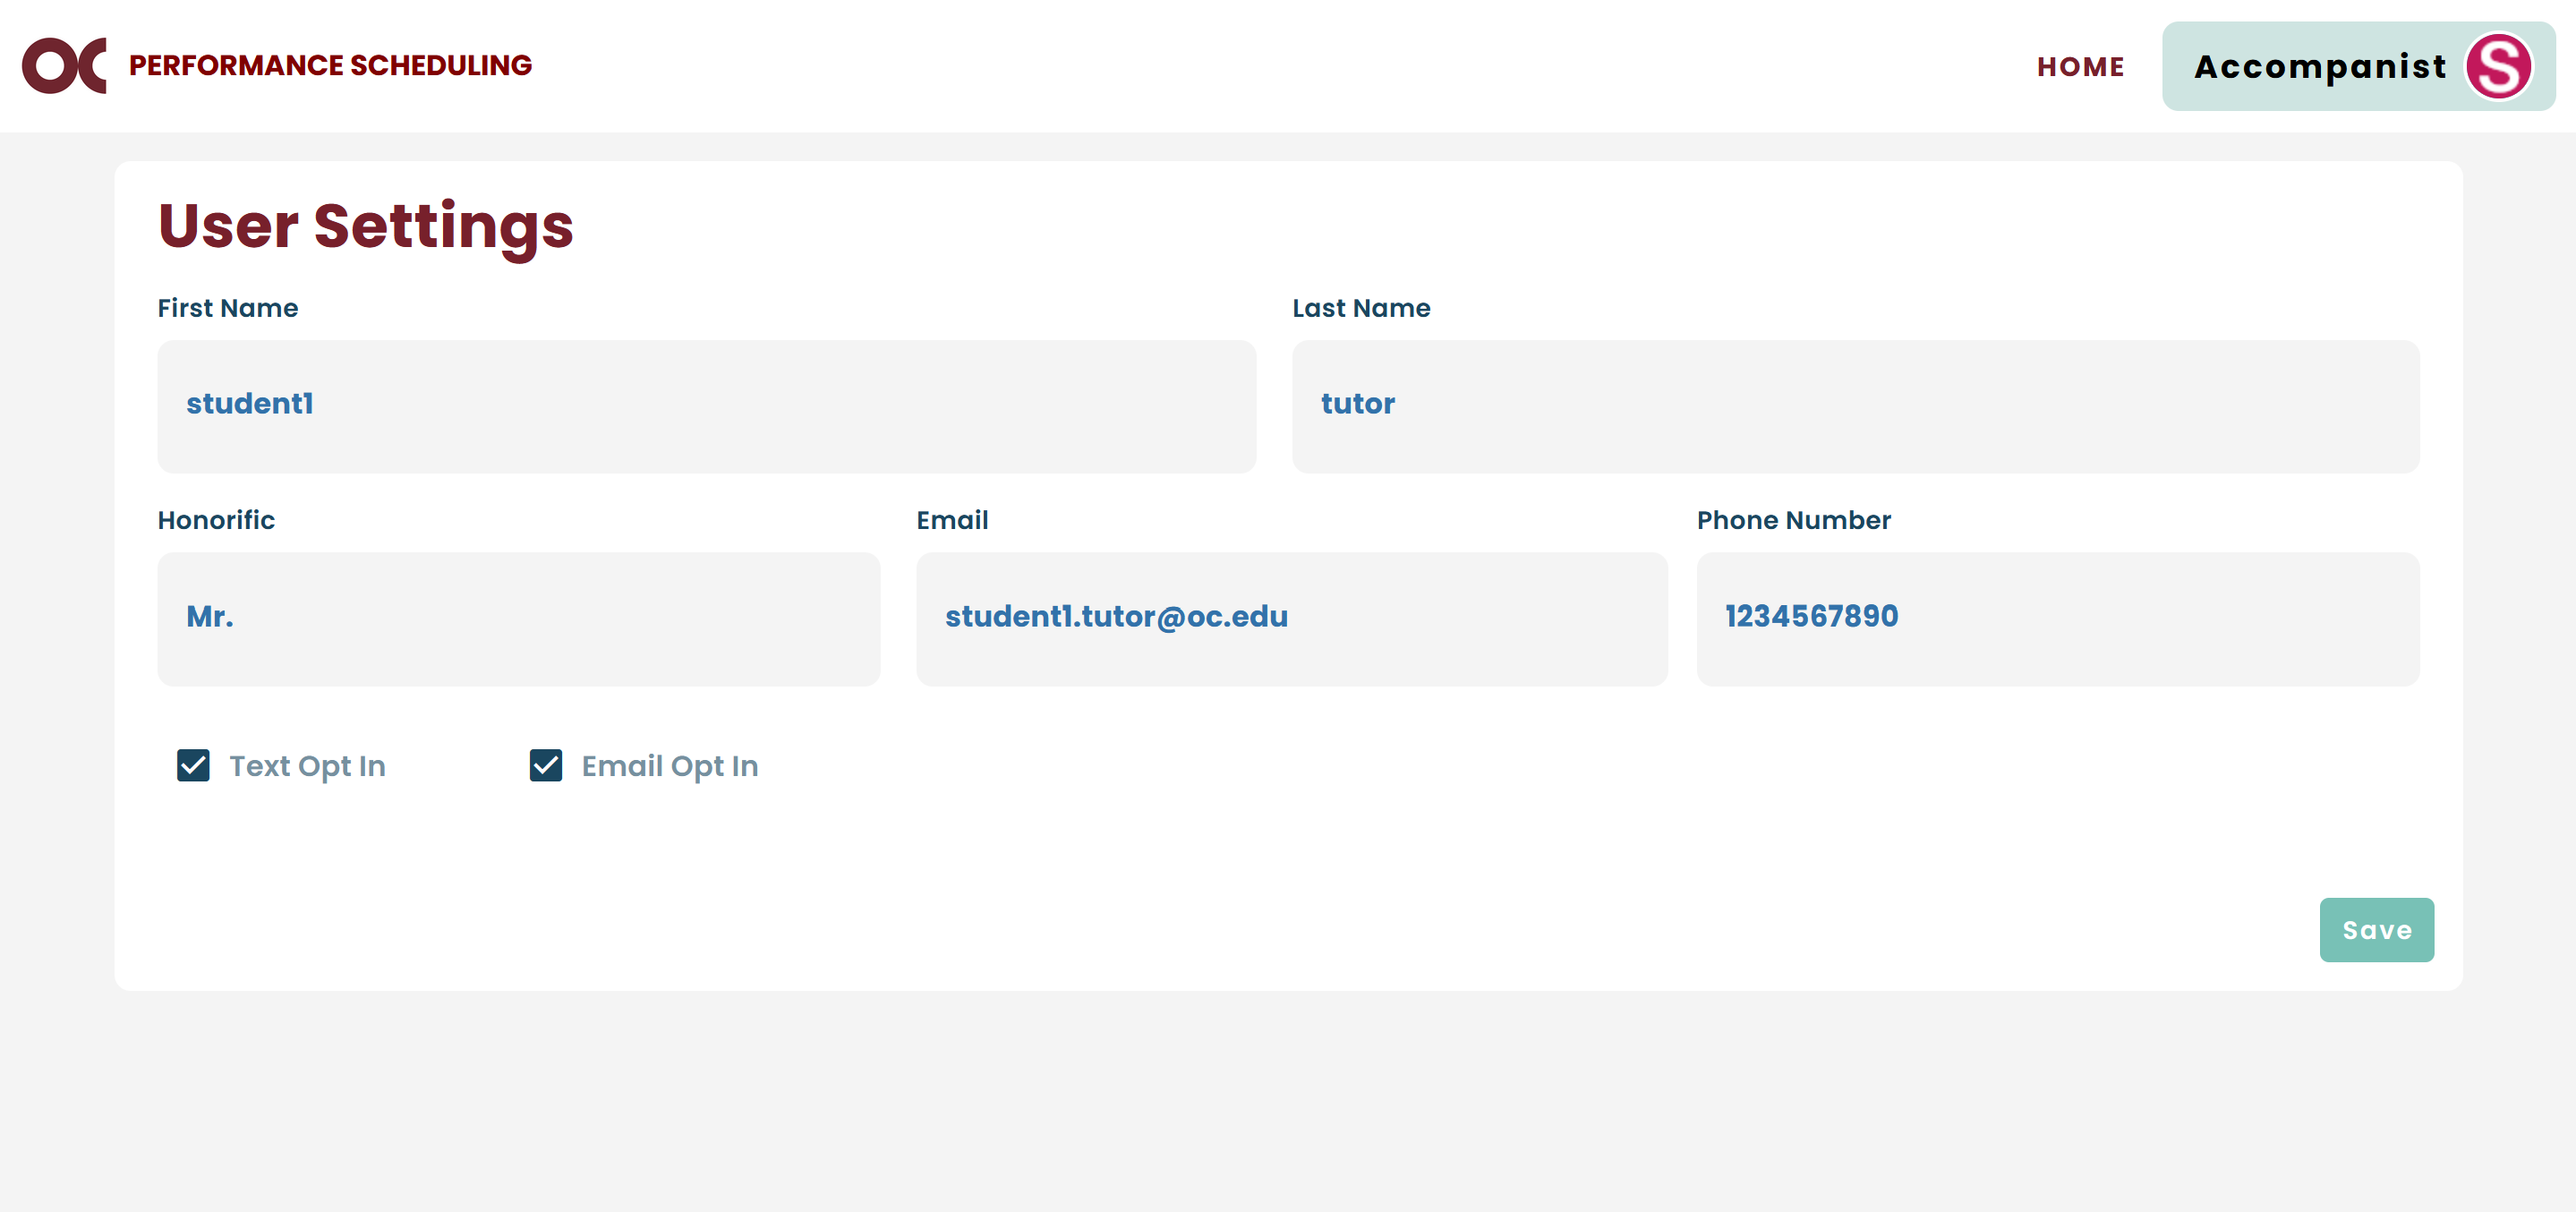 OC PERFORMANCE SCHEDULING
HOME
Accompanist S
User Settings
First Name
Last Name
student1
tutor
Honorific
Email
Phone Number
Mr.
student1.tutor@oc.edu
1234567890
Text Opt In
Email Opt In
Save